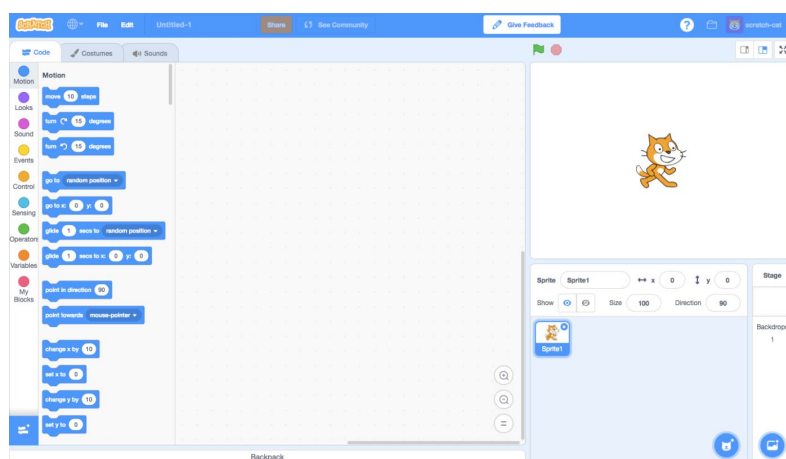 SCRATCH File Edit Untitled-1 Share See Community Give Feedback ? scratch-cat
Code Costumes Sounds
Motion
Looks
Sound
Events
Control
Sensing
Operators
Variables
My
Blocks
Motion
move 10 steps
turn 15 degrees
turn 15 degrees
go to random position
go to x: 0 y: 0
glide 1 secs to random position
glide 1 secs to x: 0 y: 0
point in direction 90
point towards mouse-pointer
change x by 10
set x to 0
change y by 10
set y to 0
Backpack
Sprite Sprite1 x 0 y 0
Show Size 100 Direction 90
Sprite1
Stage
Backdrops
1